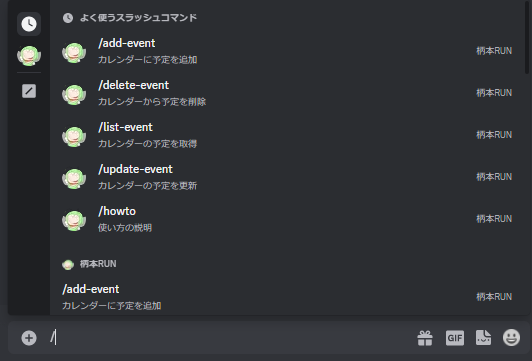 よく使うスラッシュコマンド
/add-event
カレンダーに予定を追加
柄本RUN
/delete-event
カレンダーから予定を削除
柄本RUN
/list-event
カレンダーの予定を取得
柄本RUN
/update-event
カレンダーの予定を更新
柄本RUN
/howto
使い方の説明
柄本RUN
柄本RUN
/add-event
カレンダーに予定を追加
柄本RUN
/
GIF